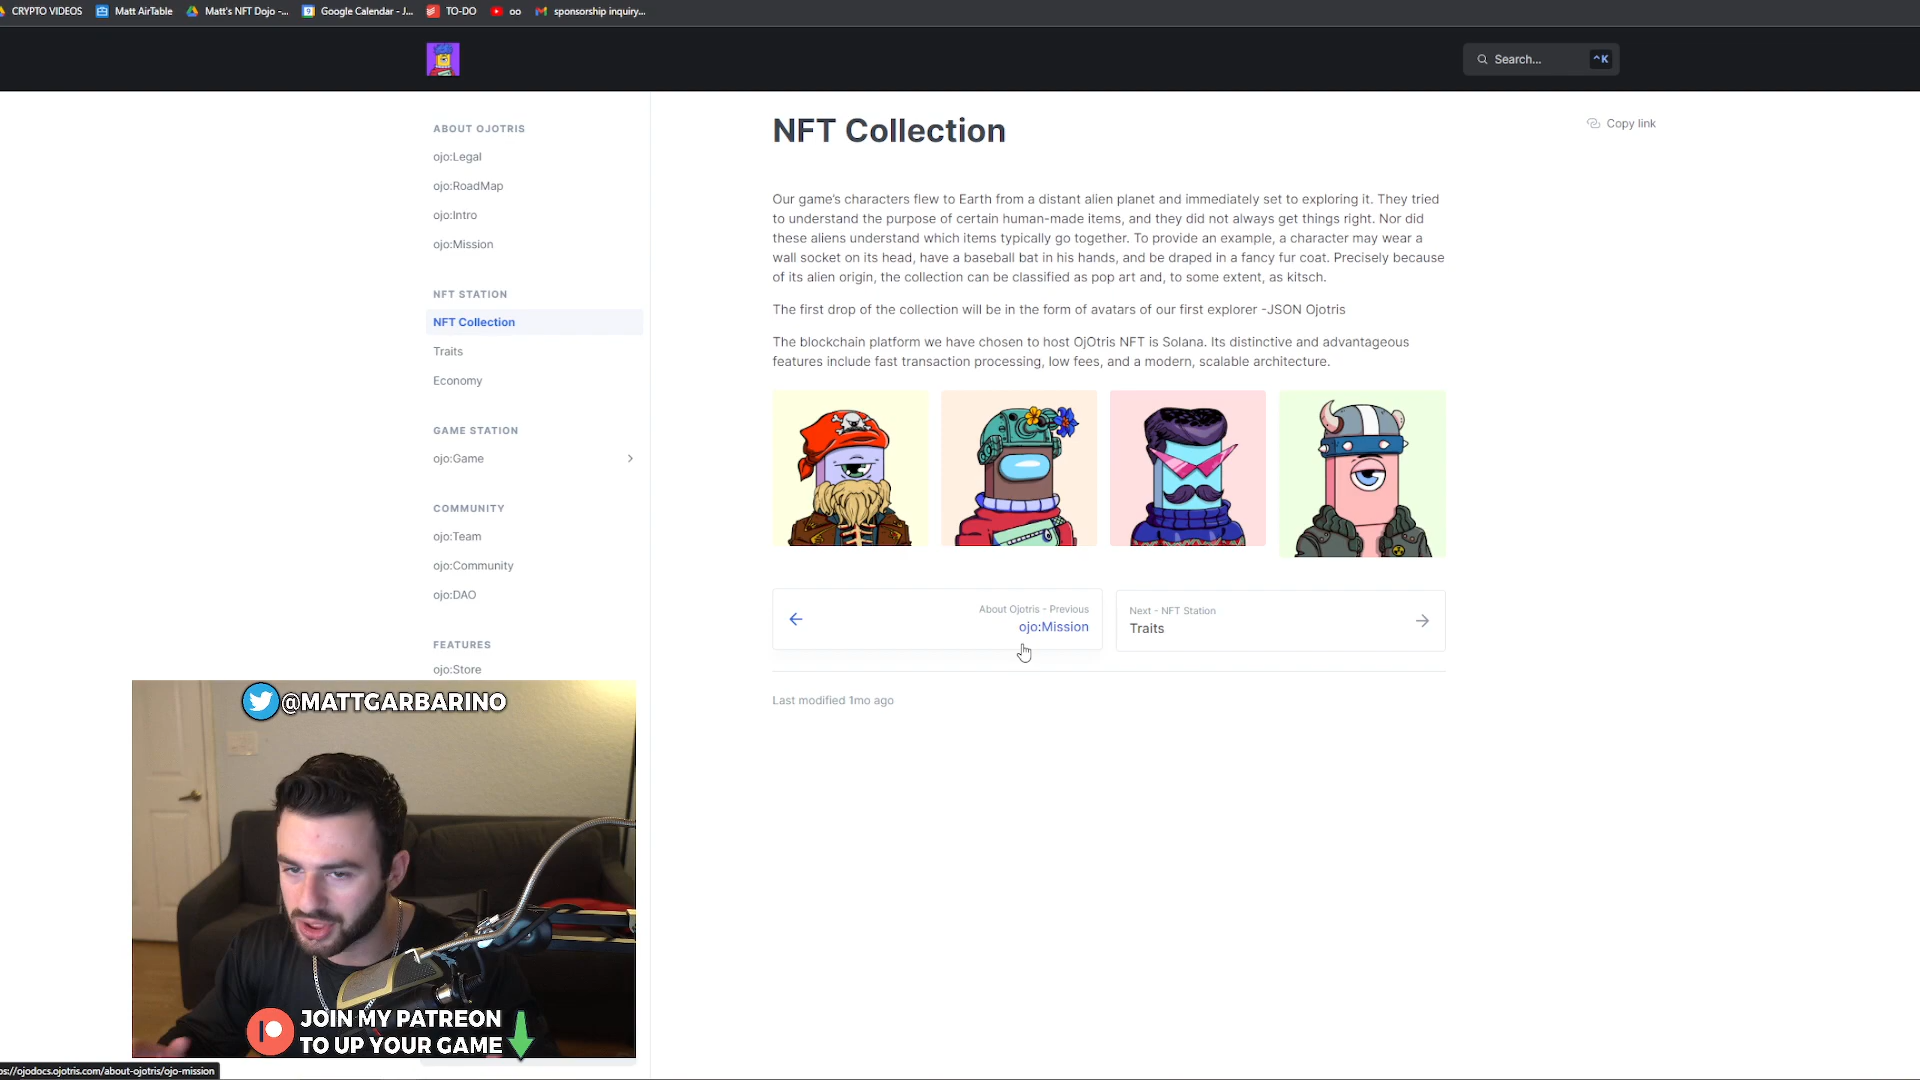 CRYPTO VIDEOS Matt AirTable Matt's NFT Dojo -... Google Calendar - J... TO-DO oo sponsorship inquiry...
Search... ^K
ABOUT OJOTRIS
ojo:Legal
ojo:RoadMap
ojo:Intro
ojo:Mission
NFT STATION
NFT Collection
Traits
Economy
GAME STATION
ojo:Game
COMMUNITY
ojo:Team
ojo:Community
ojo:DAO
FEATURES
ojo:Store
NFT Collection
Copy link
Our game's characters flew to Earth from a distant alien planet and immediately set to exploring it. They tried
to understand the purpose of certain human-made items, and they did not always get things right. Nor did
these aliens understand which items typically go together. To provide an example, a character may wear a
wall socket on its head, have a baseball bat in his hands, and be draped in a fancy fur coat. Precisely because
of its alien origin, the collection can be classified as pop art and, to some extent, as kitsch.
The first drop of the collection will be in the form of avatars of our first explorer -JSON Ojotris
The blockchain platform we have chosen to host OjOtris NFT is Solana. Its distinctive and advantageous
features include fast transaction processing, low fees, and a modern, scalable architecture.
About Ojotris - Previous
ojo:Mission
Next - NFT Station
Traits
Last modified 1mo ago
@MATTGARBARINO
JOIN MY PATREON
TO UP YOUR GAME
ps://ojodocs.ojotris.com/about-ojotris/ojo-mission